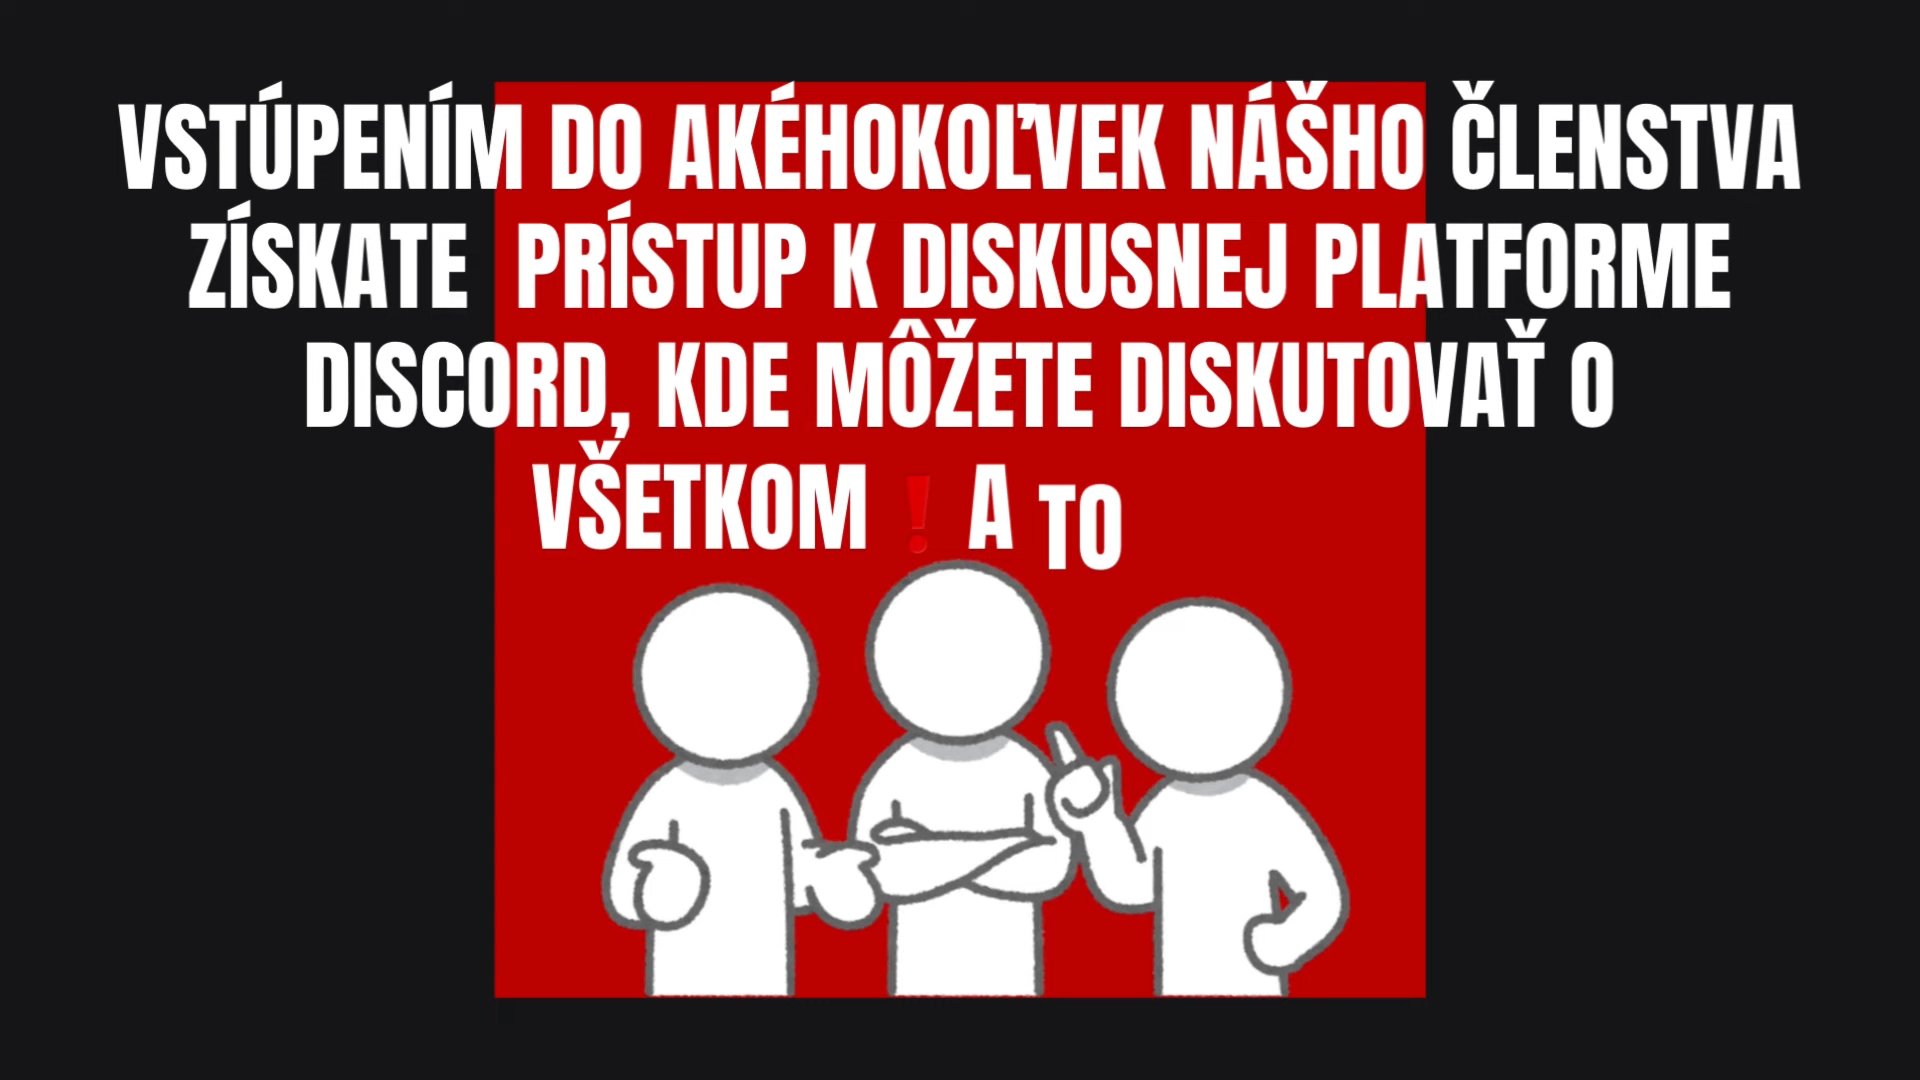 VSTÚPENÍM DO AKÉHOKOĽVEK NÁŠHO ČLENSTVA
ZÍSKATE PRÍSTUP K DISKUSNEJ PLATFORME
DISCORD, KDE MÔŽETE DISKUTOVAŤ O
VŠETKOM ❗ A TO